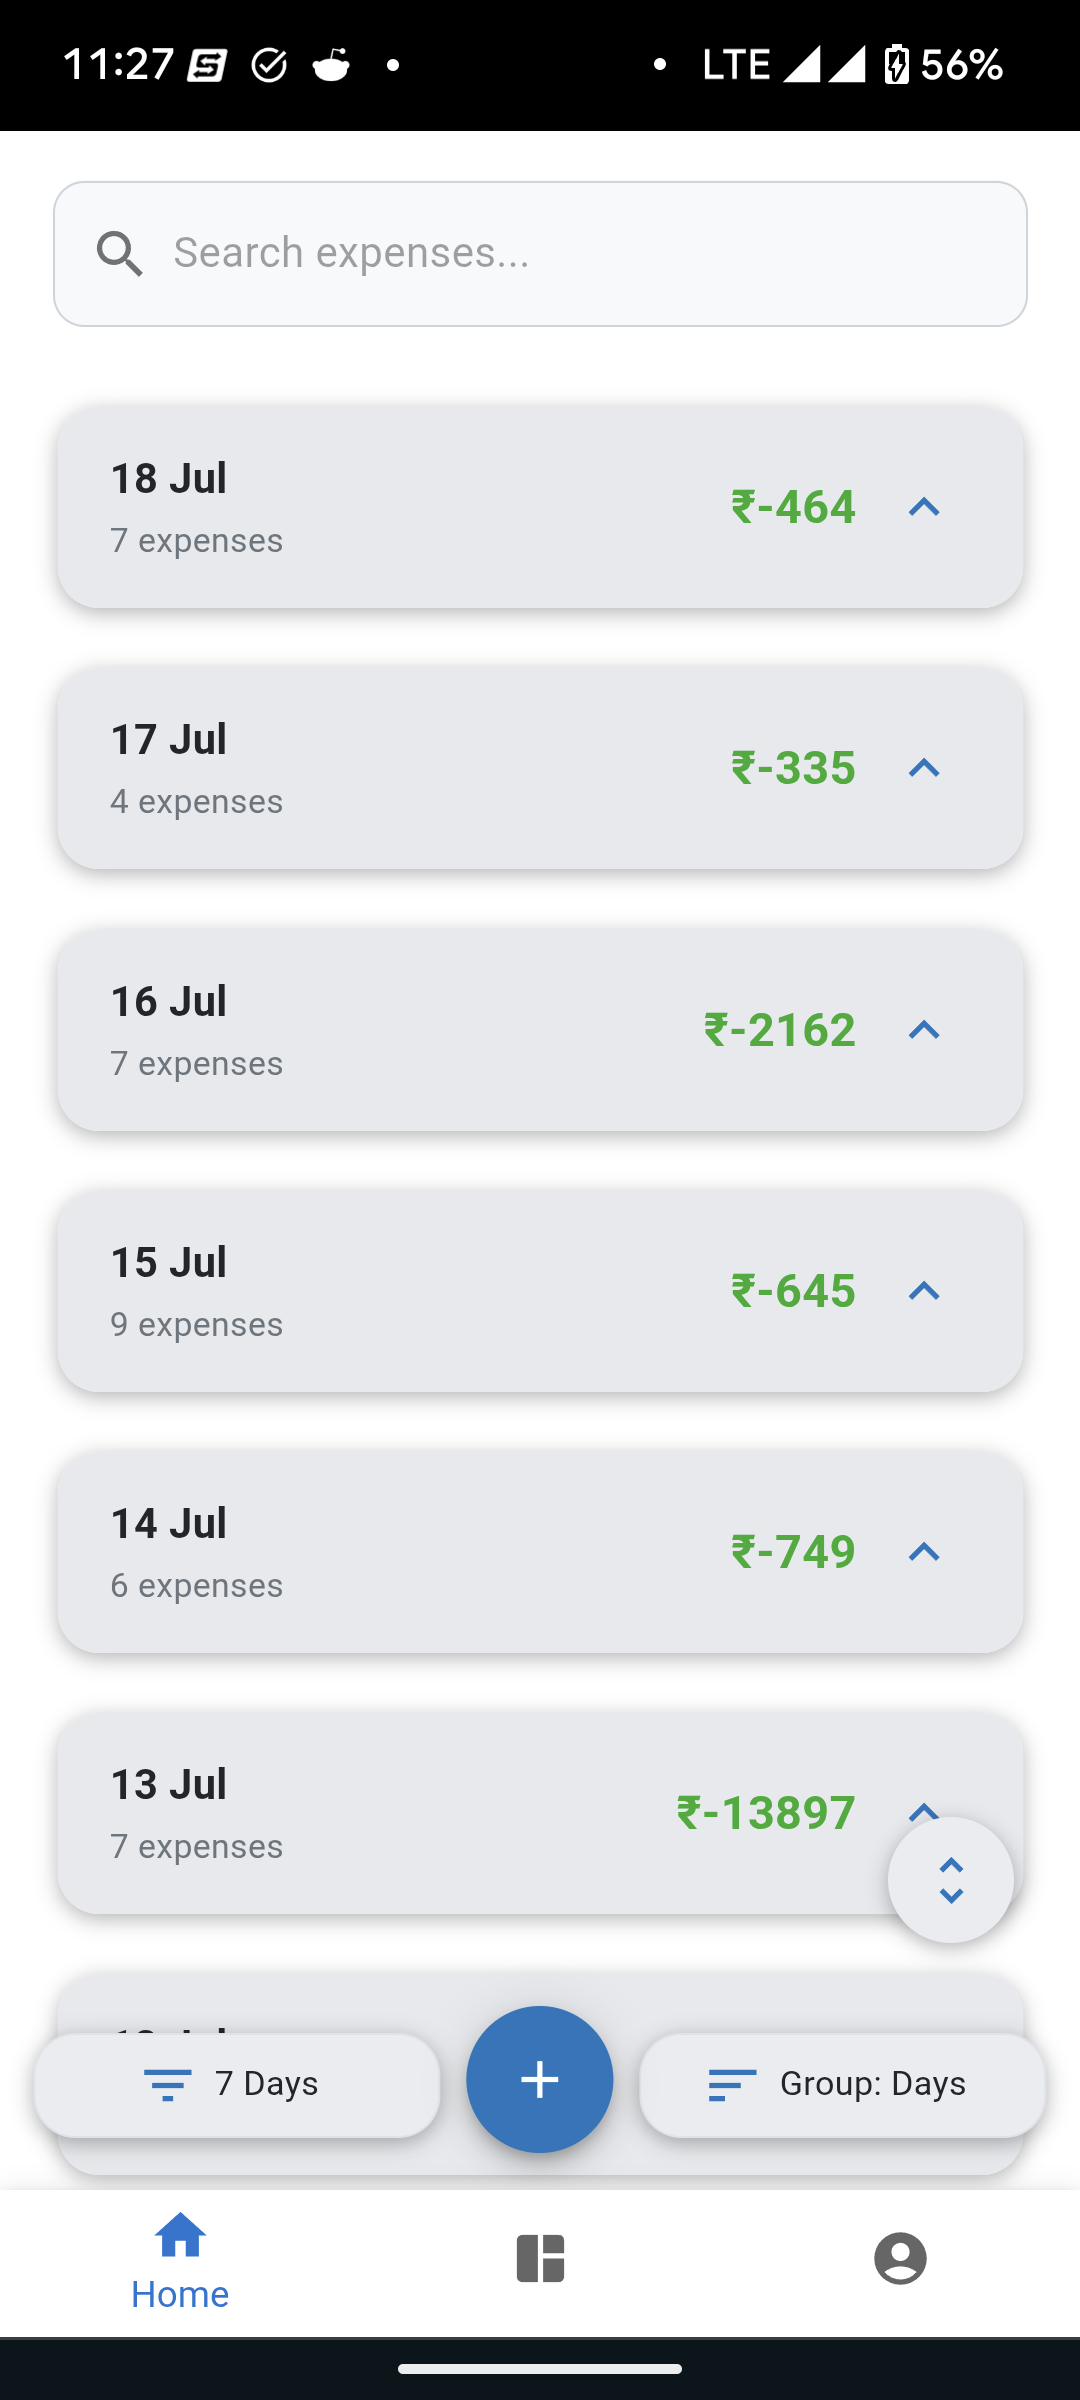 11:27
LTE 56%
Search expenses...
18 Jul
7 expenses
₹-464
17 Jul
4 expenses
₹-335
16 Jul
7 expenses
₹-2162
15 Jul
9 expenses
₹-645
14 Jul
6 expenses
₹-749
13 Jul
7 expenses
₹-13897
7 Days
Group: Days
Home